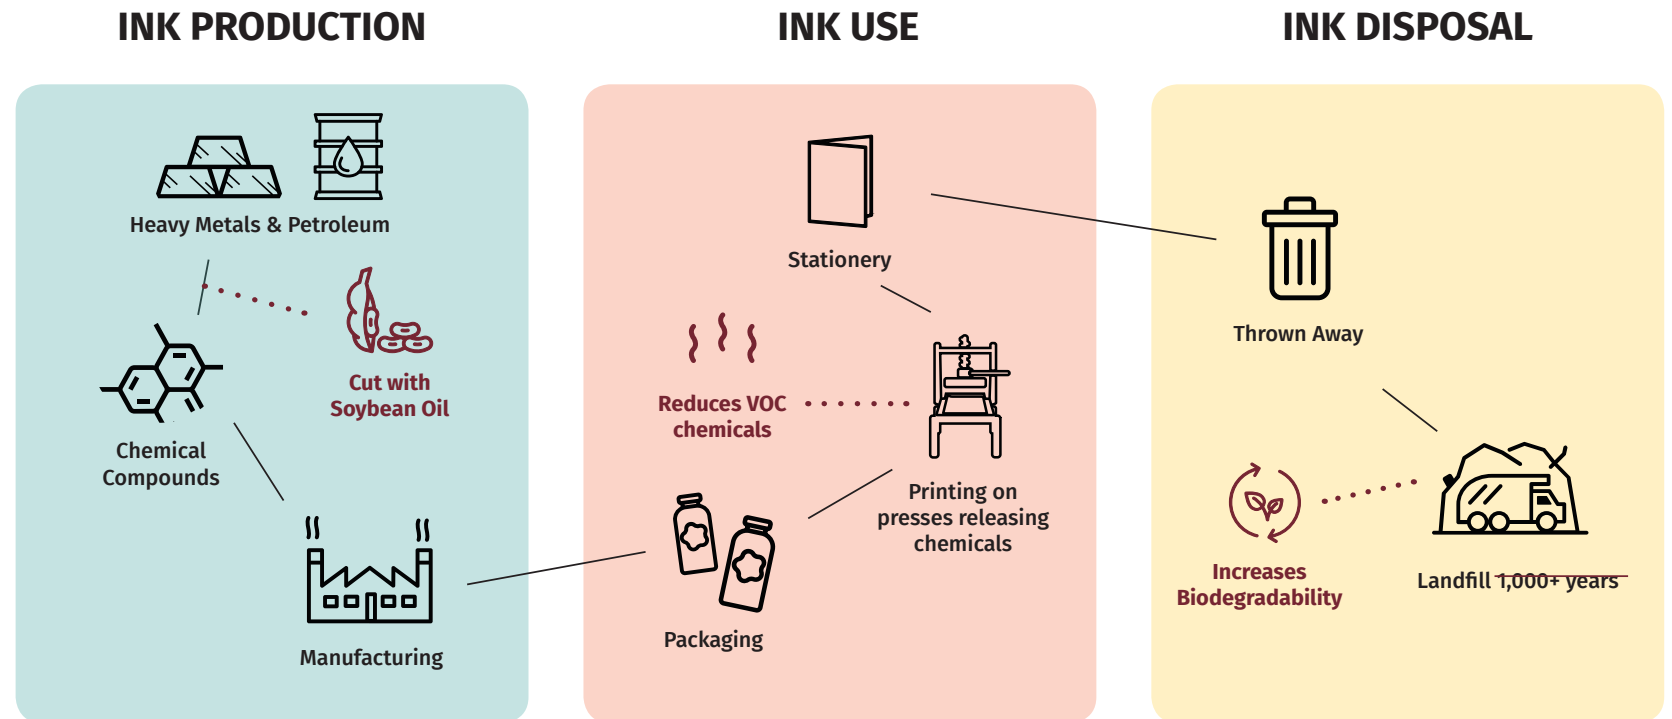 INK PRODUCTION
Heavy Metals & Petroleum
Cut with
Soybean Oil
Chemical
Compounds
Manufacturing
INK USE
Stationery
Reduces VOC
chemicals
Printing on
presses releasing
chemicals
Packaging
INK DISPOSAL
Thrown Away
Increases
Biodegradability
Landfill 1,000+ years